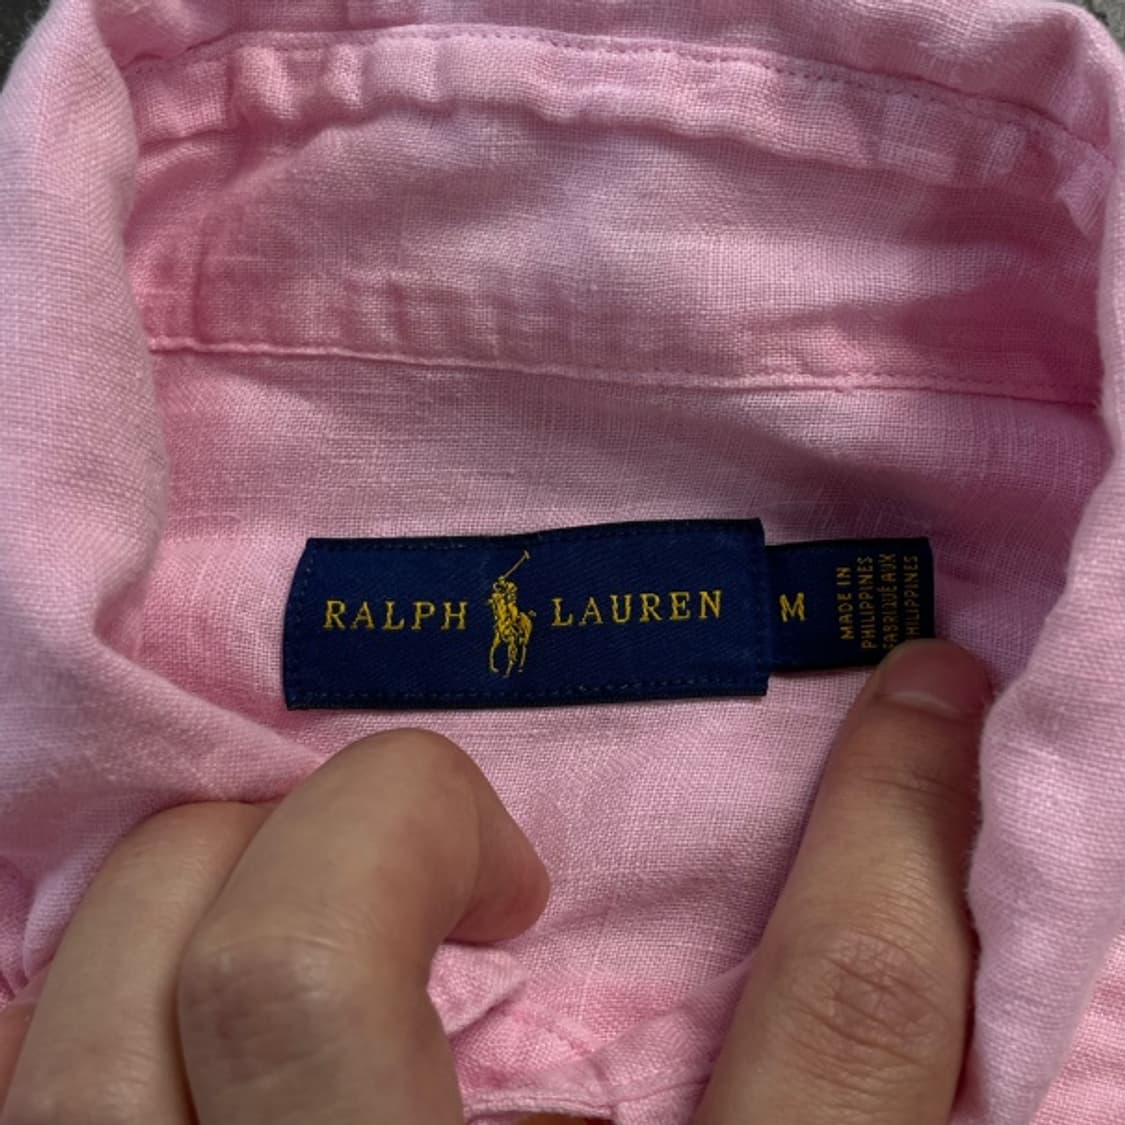 RALPH LAUREN
M
MADE IN
PHILIPPINES
FABRIQUÉ AUX
PHILIPPINES